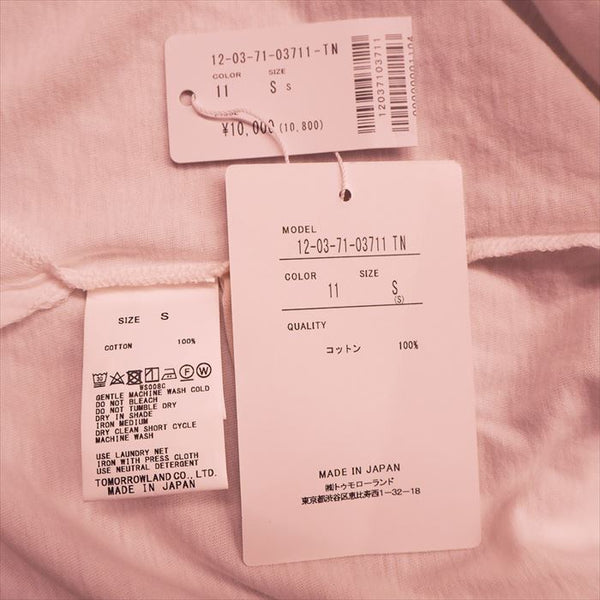 12-03-71-03711-TN
COLOR SIZE
11 S S
¥10,000 (10,800)
12037103711
MODEL
12-03-71-03711 TN
COLOR SIZE
11 S
(S)
QUALITY
コットン 100%
MADE IN JAPAN
㈱トゥモローランド
東京都渋谷区恵比寿西1-32-18
SIZE S
COTTON 100%
WS008C
GENTLE MACHINE WASH COLD
DO NOT BLEACH
DO NOT TUMBLE DRY
DRY IN SHADE
IRON MEDIUM
DRY CLEAN SHORT CYCLE
MACHINE WASH
USE LAUNDRY NET
IRON WITH PRESS CLOTH
USE NEUTRAL DETERGENT
TOMORROWLAND CO., LTD.
MADE IN JAPAN